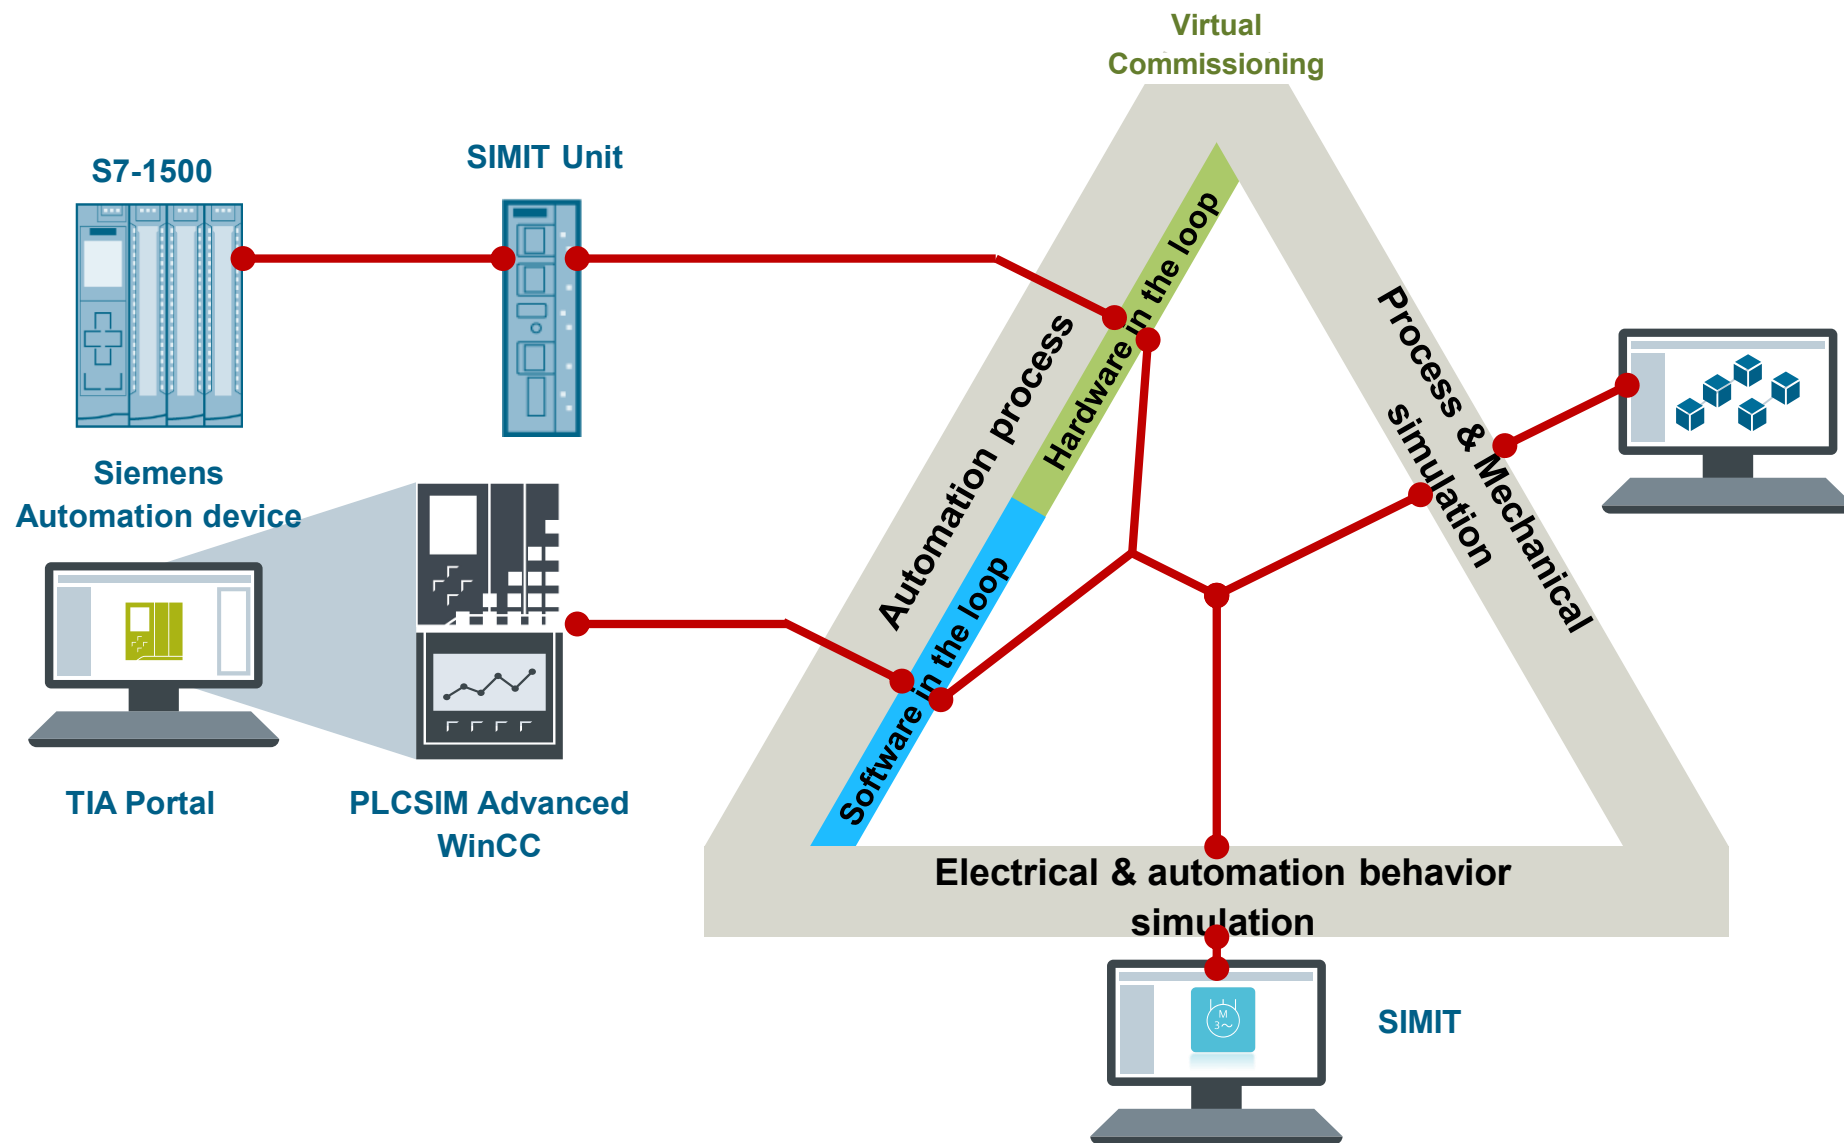 Virtual
Commissioning
S7-1500
SIMIT Unit
Siemens
Automation device
TIA Portal
PLCSIM Advanced
WinCC
Automation process
Hardware in the loop
Software in the loop
Process & Mechanical
simulation
Electrical & automation behavior
simulation
M
3~
SIMIT